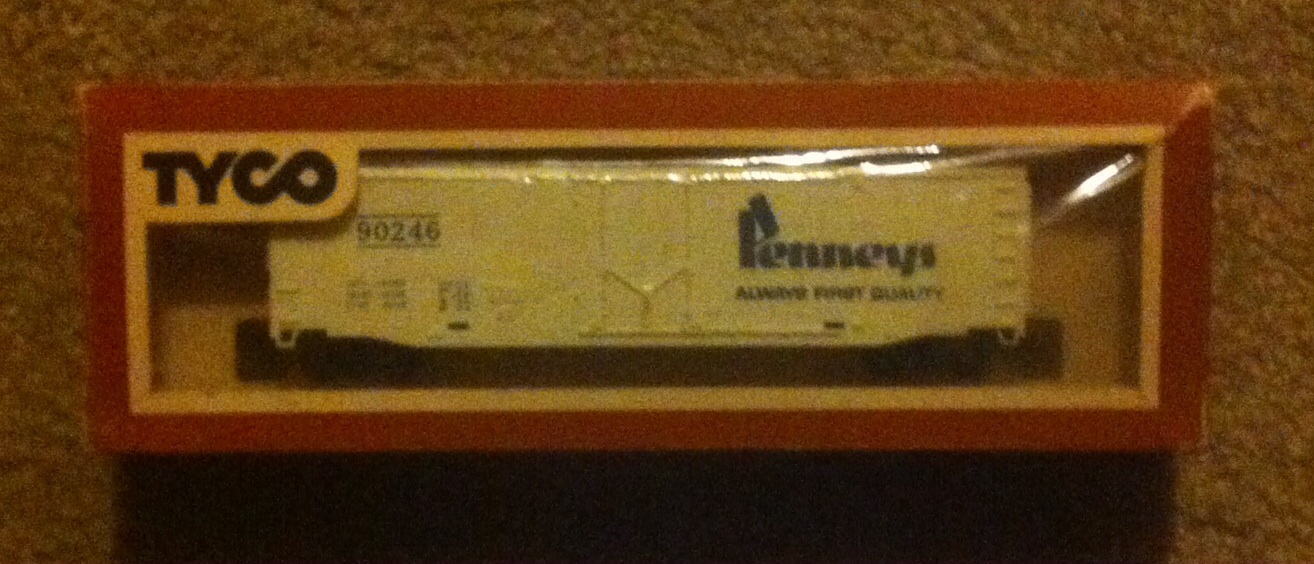 TYCO
90246
Penneys
ALWAYS FIRST QUALITY